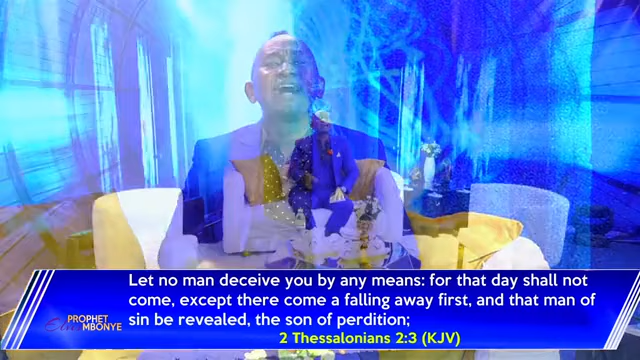 Let no man deceive you by any means: for that day shall not
come, except there come a falling away first, and that man of
sin be revealed, the son of perdition;
2 Thessalonians 2:3 (KJV)
PROPHET
MBONYE